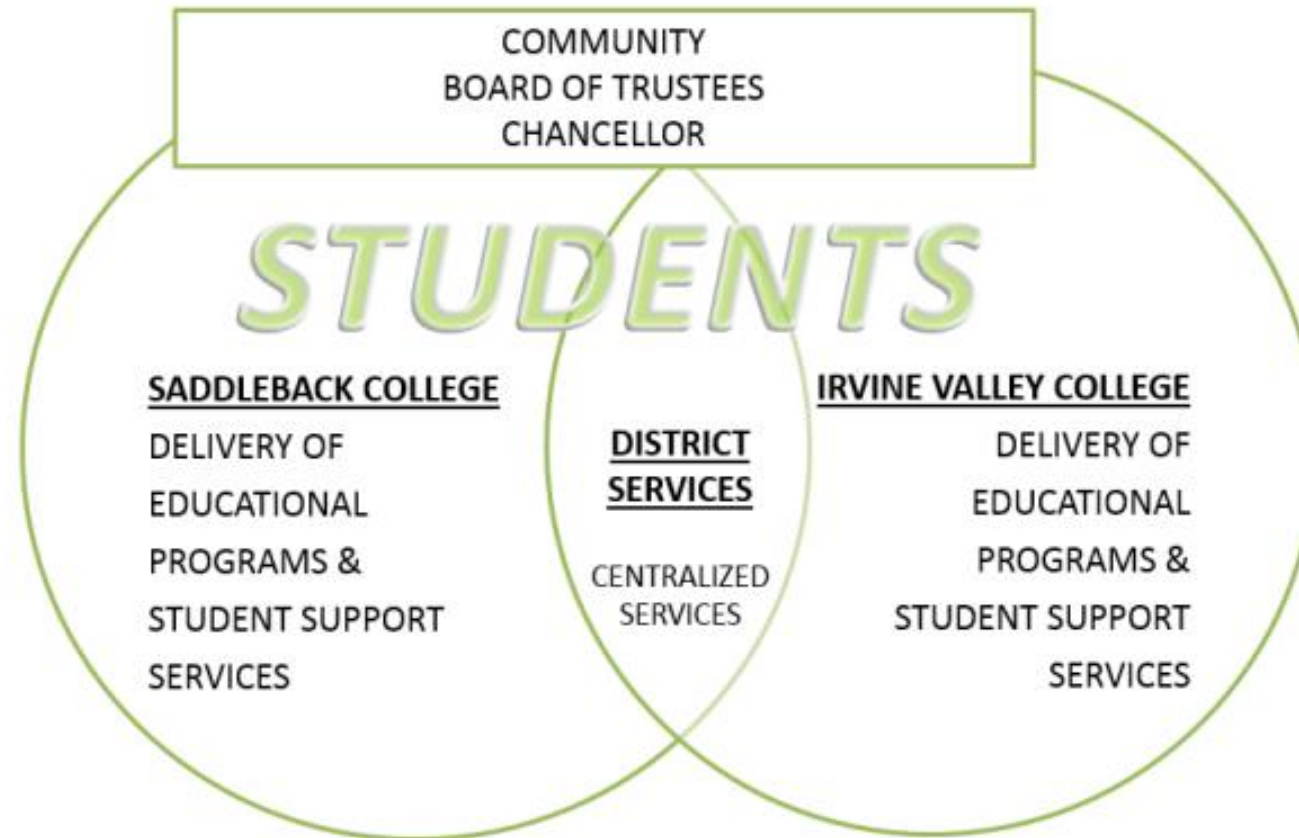 COMMUNITY
BOARD OF TRUSTEES
CHANCELLOR
STUDENTS
SADDLEBACK COLLEGE
DELIVERY OF
EDUCATIONAL
PROGRAMS &
STUDENT SUPPORT
SERVICES
DISTRICT
SERVICES
CENTRALIZED
SERVICES
IRVINE VALLEY COLLEGE
DELIVERY OF
EDUCATIONAL
PROGRAMS &
STUDENT SUPPORT
SERVICES